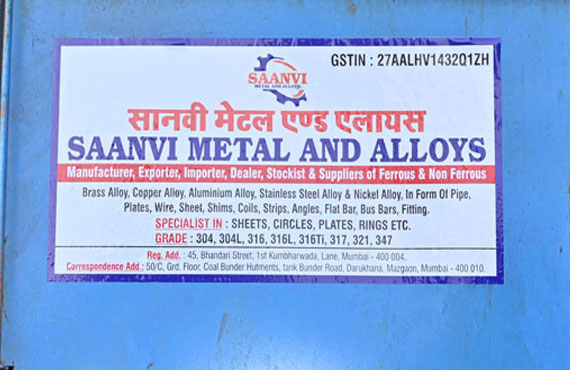 GSTIN : 27AALHV1432Q1ZH
SAANVI
METAL AND ALLOYS
सानवी मेटल एण्ड एलायस
SAANVI METAL AND ALLOYS
Manufacturer, Exporter, Importer, Dealer, Stockist & Suppliers of Ferrous & Non Ferrous
Brass Alloy, Copper Alloy, Aluminium Alloy, Stainless Steel Alloy & Nickel Alloy, In Form Of Pipe,
Plates, Wire, Sheet, Shims, Coils, Strips, Angles, Flat Bar, Bus Bars, Fitting.
SPECIALIST IN : SHEETS, CIRCLES, PLATES, RINGS ETC.
GRADE : 304, 304L, 316, 316L, 316Ti, 317, 321, 347
Reg. Add. : 45, Bhandari Street, 1st Kumbharwada, Lane, Mumbai - 400 004.
Correspondence Add : 50/C, Grd. Floor, Coal Bunder Hutments, tank Bunder Road, Darukhana, Mazgaon, Mumbai - 400 010.